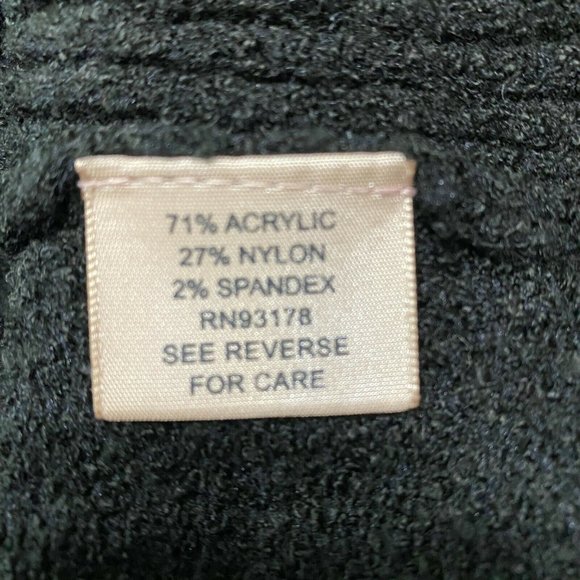 71% ACRYLIC
27% NYLON
2% SPANDEX
RN93178
SEE REVERSE
FOR CARE